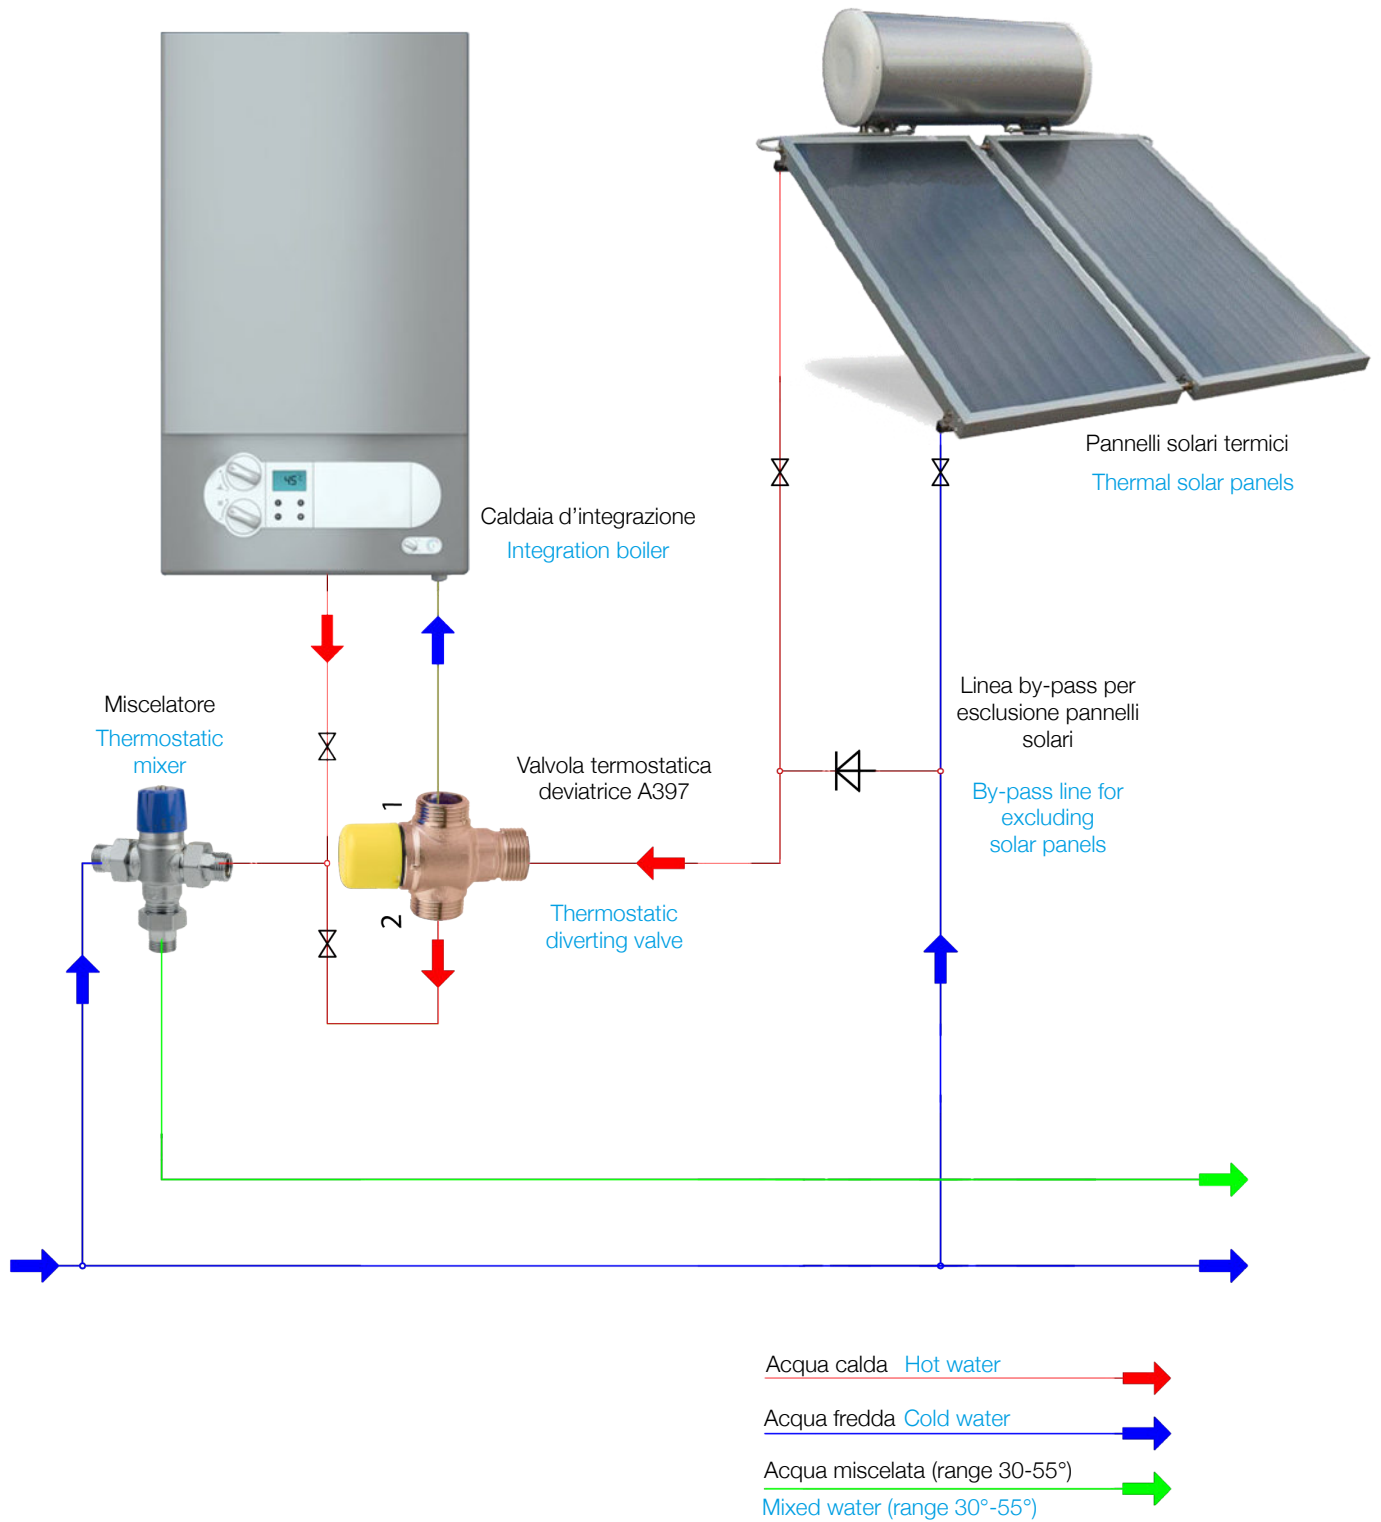 45°
Pannelli solari termici
Thermal solar panels
Caldaia d’integrazione
Integration boiler
Miscelatore
Thermostatic
mixer
Linea by-pass per
esclusione pannelli
solari
By-pass line for
excluding
solar panels
Valvola termostatica
deviatrice A397
1
2
Thermostatic
diverting valve
Acqua calda Hot water
Acqua fredda Cold water
Acqua miscelata (range 30-55°)
Mixed water (range 30°-55°)